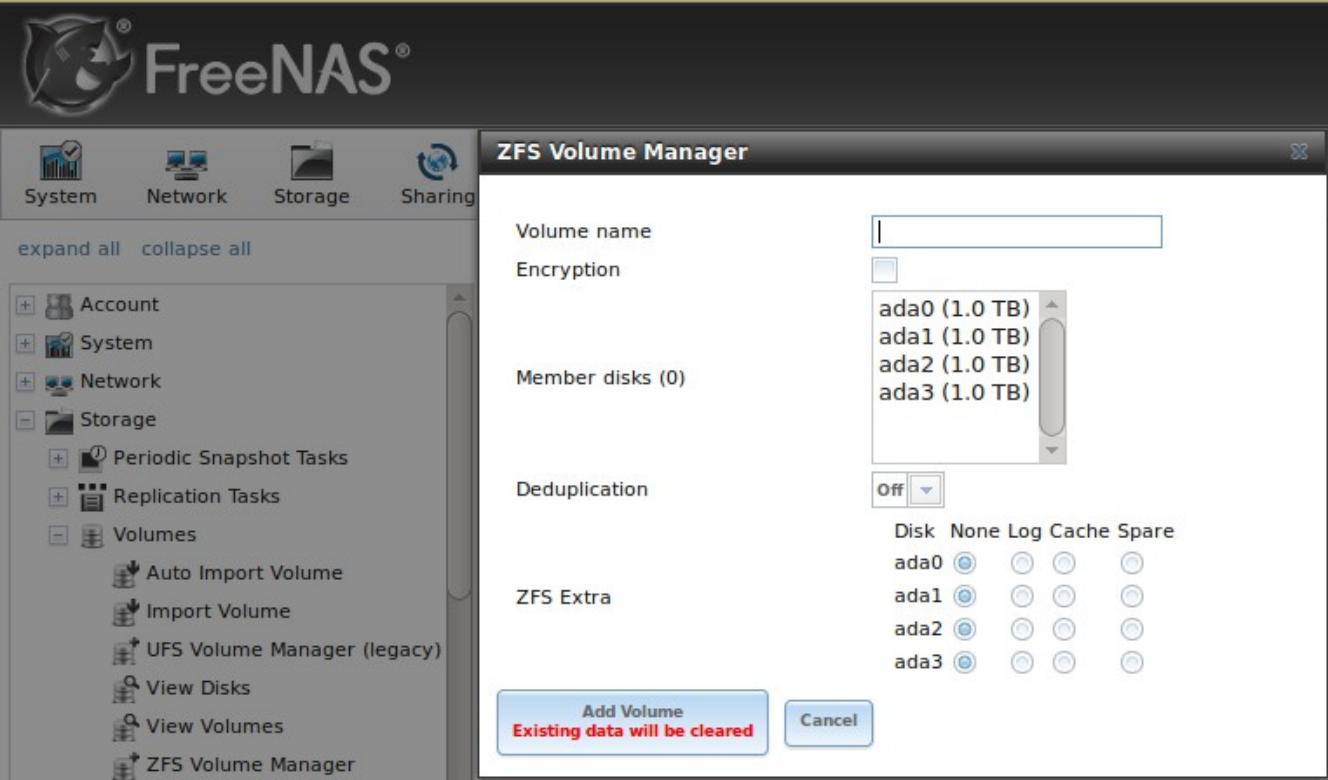 FreeNAS®
System Network Storage Sharing
expand all collapse all
Account
System
Network
Storage
Periodic Snapshot Tasks
Replication Tasks
Volumes
Auto Import Volume
Import Volume
UFS Volume Manager (legacy)
View Disks
View Volumes
ZFS Volume Manager
ZFS Volume Manager
Volume name
Encryption
Member disks (0)
ada0 (1.0 TB)
ada1 (1.0 TB)
ada2 (1.0 TB)
ada3 (1.0 TB)
Deduplication Off
ZFS Extra
Disk None Log Cache Spare
ada0
ada1
ada2
ada3
Add Volume
Existing data will be cleared
Cancel